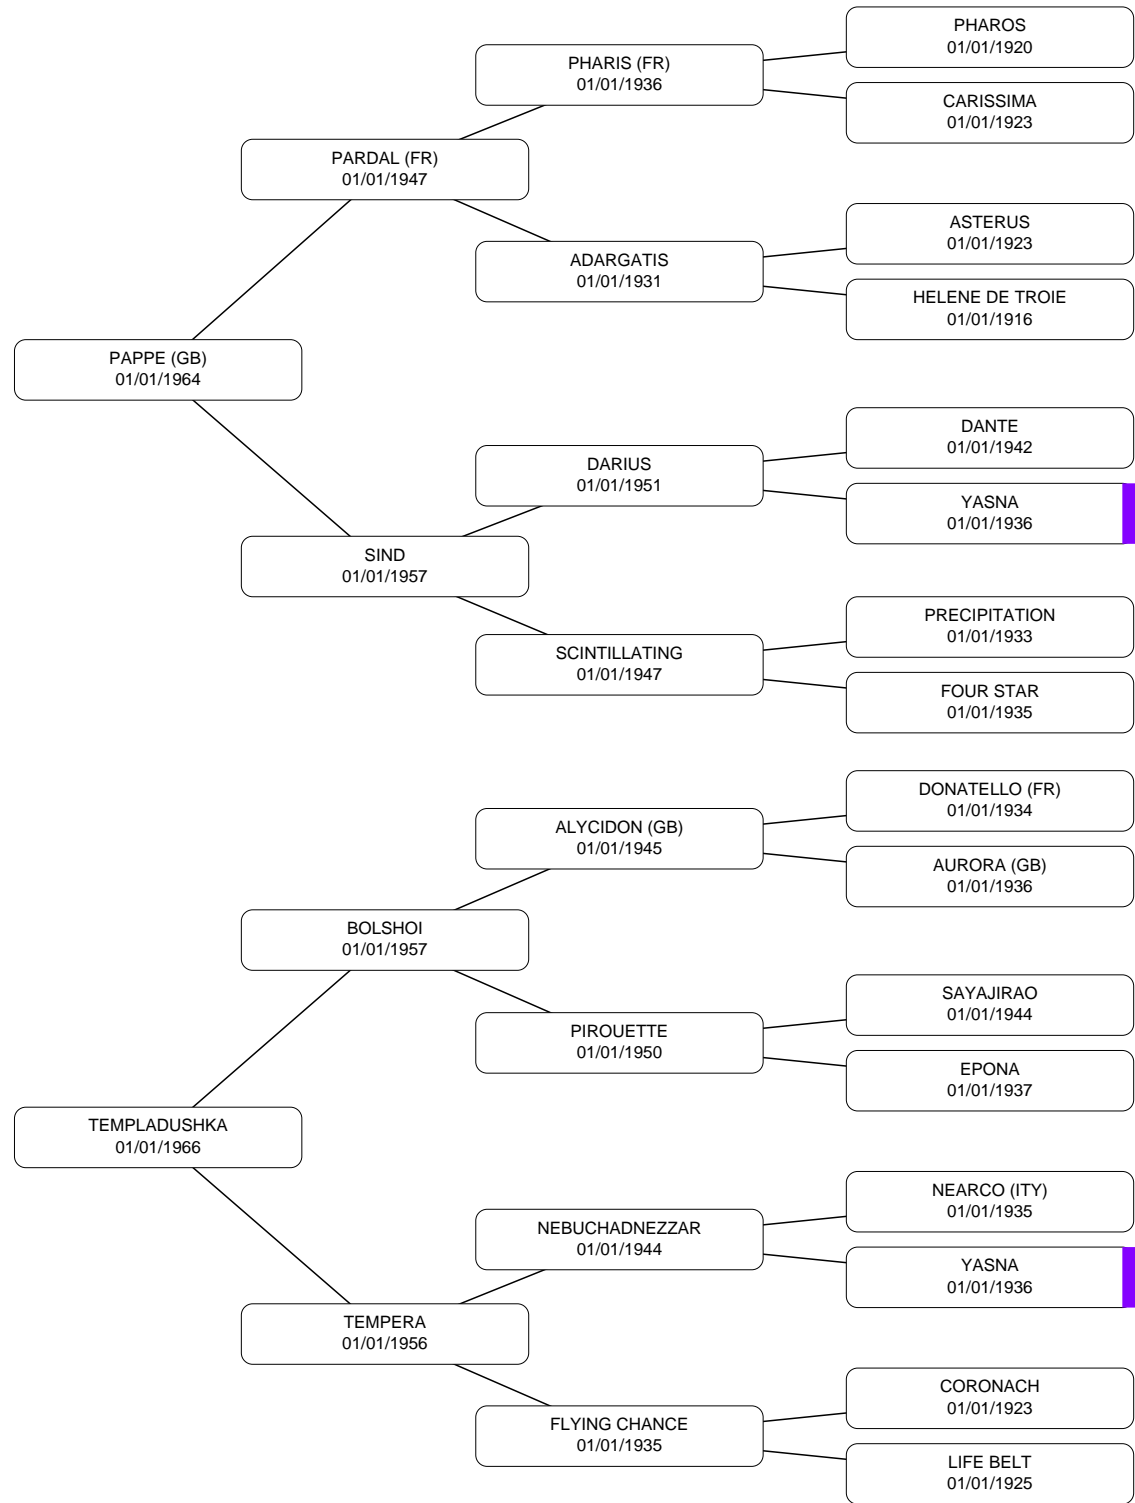 PHAROS
01/01/1920
PHARIS (FR)
01/01/1936
CARISSIMA
01/01/1923
PARDAL (FR)
01/01/1947
ASTERUS
01/01/1923
ADARGATIS
01/01/1931
HELENE DE TROIE
01/01/1916
PAPPE (GB)
01/01/1964
DANTE
01/01/1942
DARIUS
01/01/1951
YASNA
01/01/1936
SIND
01/01/1957
PRECIPITATION
01/01/1933
SCINTILLATING
01/01/1947
FOUR STAR
01/01/1935
DONATELLO (FR)
01/01/1934
ALYCIDON (GB)
01/01/1945
AURORA (GB)
01/01/1936
BOLSHOI
01/01/1957
SAYAJIRAO
01/01/1944
PIROUETTE
01/01/1950
EPONA
01/01/1937
TEMPLADUSHKA
01/01/1966
NEARCO (ITY)
01/01/1935
NEBUCHADNEZZAR
01/01/1944
YASNA
01/01/1936
TEMPERA
01/01/1956
CORONACH
01/01/1923
FLYING CHANCE
01/01/1935
LIFE BELT
01/01/1925